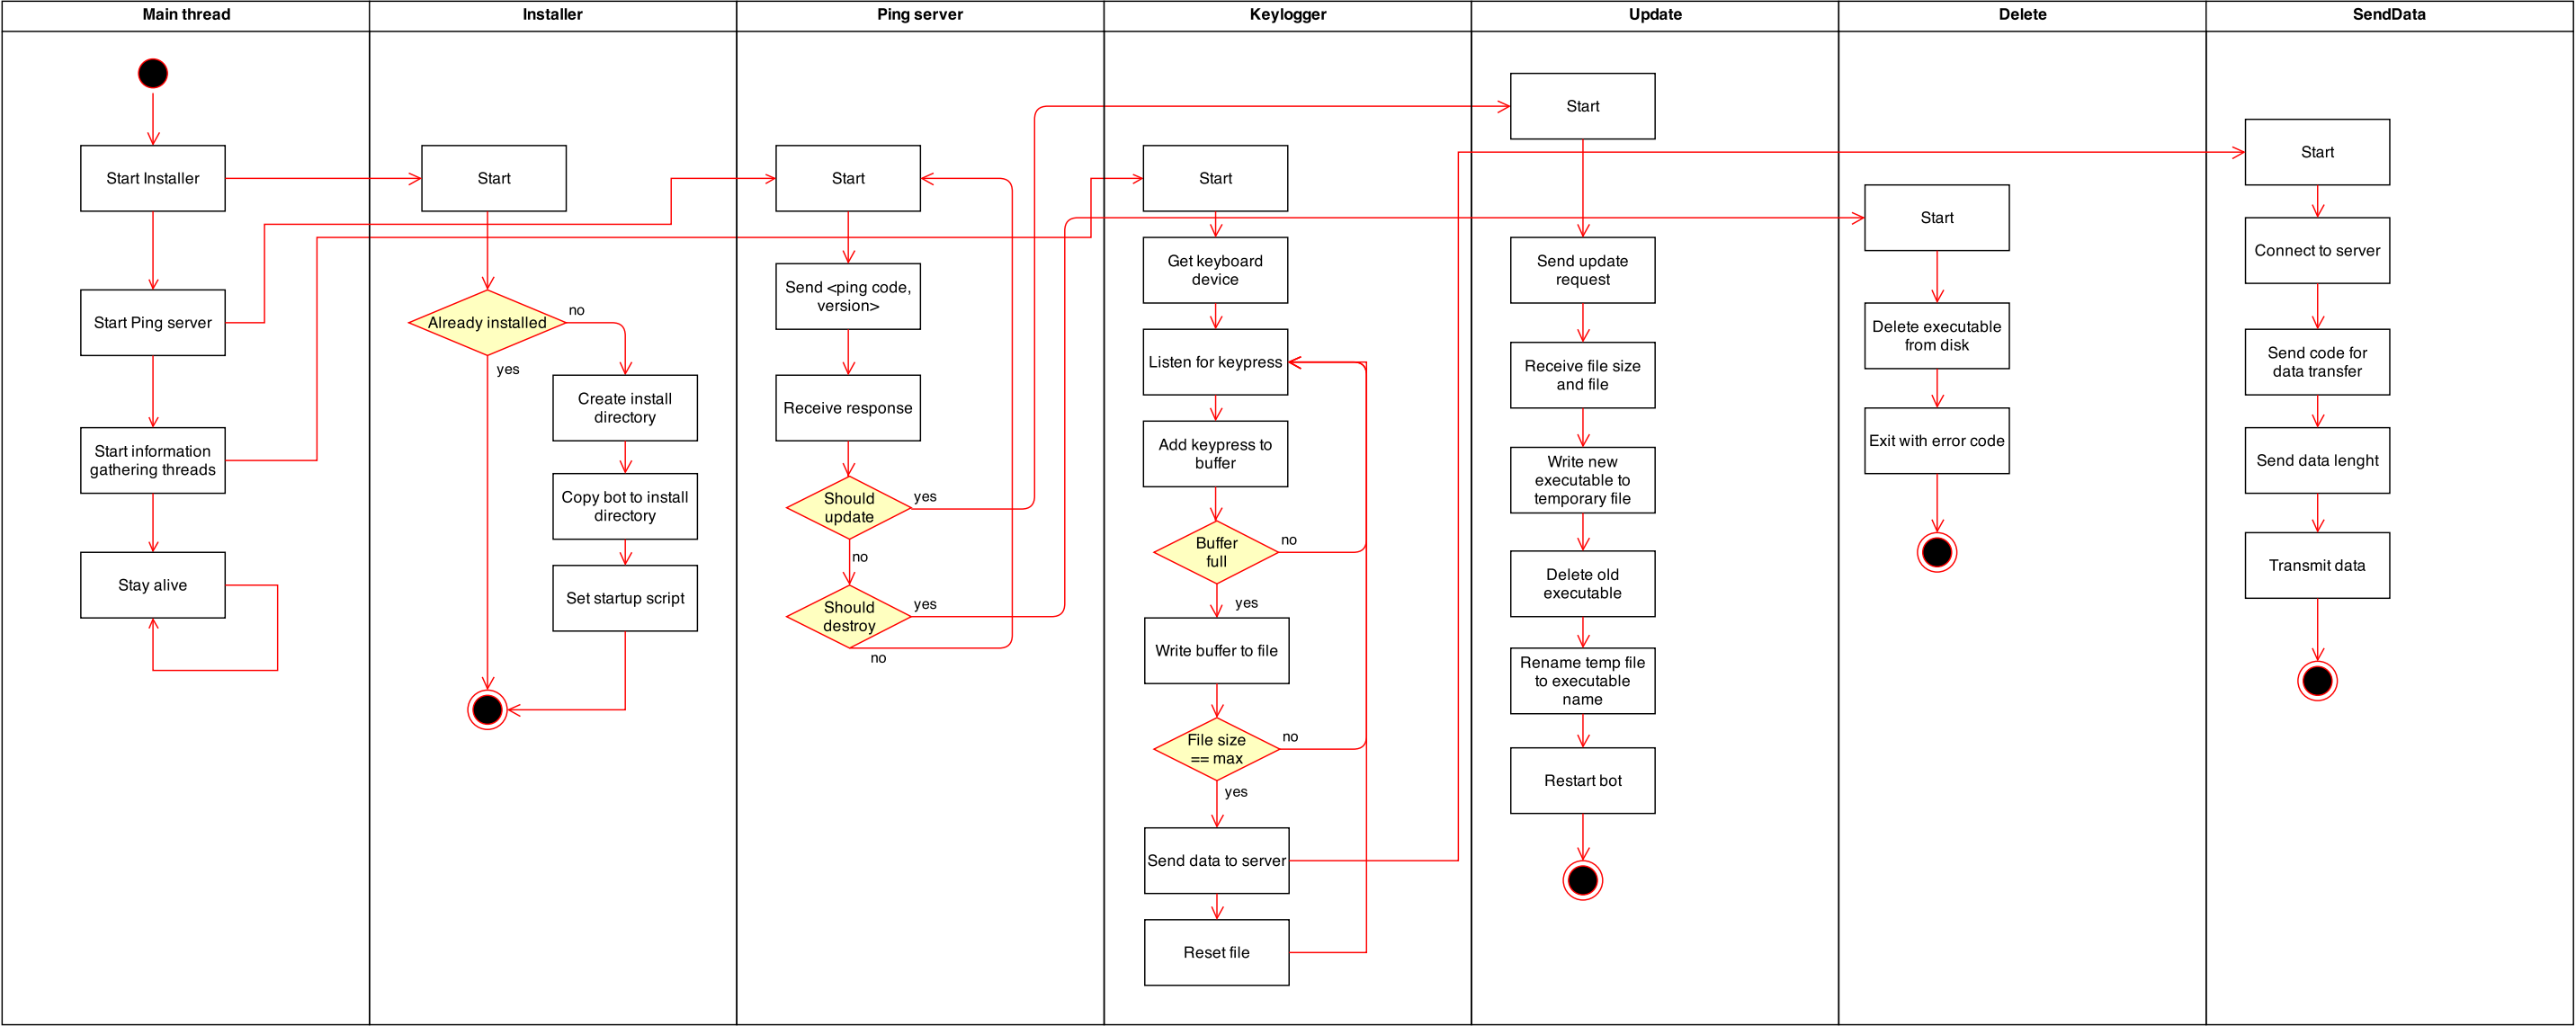 Main thread
Installer
Ping server
Keylogger
Update
Delete
SendData
Start Installer
Start Ping server
Start information
gathering threads
Stay alive
Start
Already installed
no
yes
Create install
directory
Copy bot to install
directory
Set startup script
Start
Send <ping code,
version>
Receive response
Should
update
yes
no
Should
destroy
yes
no
Start
Get keyboard
device
Listen for keypress
Add keypress to
buffer
Buffer
full
no
yes
Write buffer to file
File size
== max
no
yes
Send data to server
Reset file
Start
Send update
request
Receive file size
and file
Write new
executable to
temporary file
Delete old
executable
Rename temp file
to executable
name
Restart bot
Start
Delete executable
from disk
Exit with error code
Start
Connect to server
Send code for
data transfer
Send data lenght
Transmit data